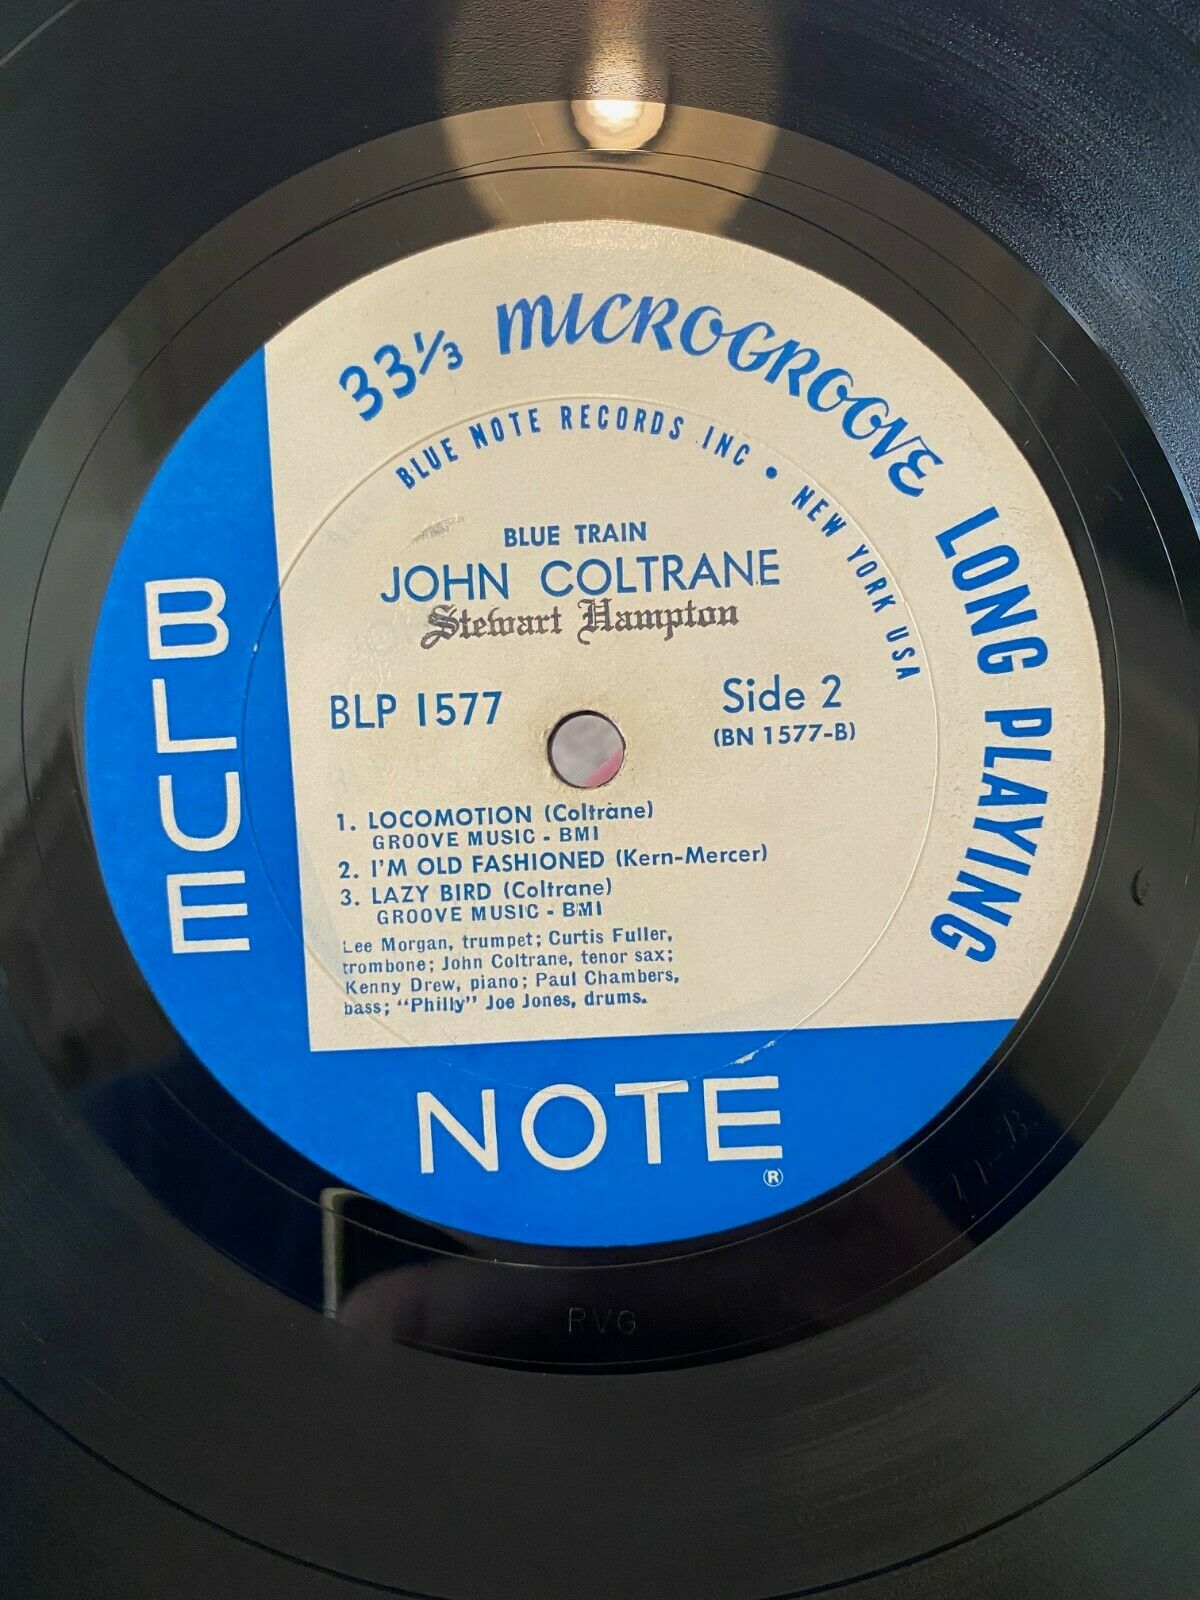 33⅓ MICROGROOVE LONG PLAYING
BLUE NOTE RECORDS INC • NEW YORK USA
BLUE TRAIN
JOHN COLTRANE
Stewart Hampton
BLP 1577
Side 2
(BN 1577-B)
1. LOCOMOTION (Coltrane)
GROOVE MUSIC - BMI
2. I'M OLD FASHIONED (Kern-Mercer)
3. LAZY BIRD (Coltrane)
GROOVE MUSIC - BMI
Lee Morgan, trumpet; Curtis Fuller,
trombone; John Coltrane, tenor sax;
Kenny Drew, piano; Paul Chambers,
bass; "Philly" Joe Jones, drums.
BLUE
NOTE
®
RVG